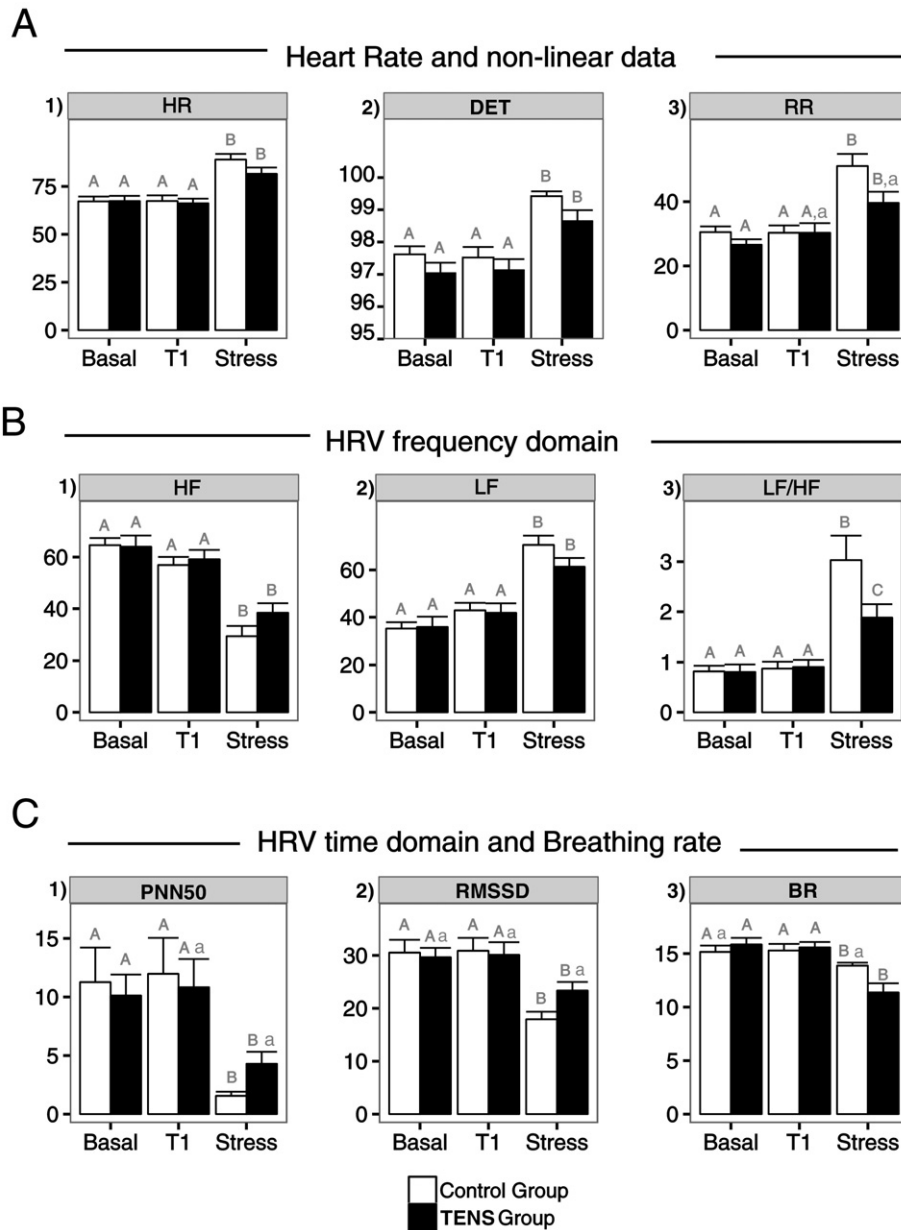 A
Heart Rate and non-linear data
1) HR
2) DET
3) RR
A A A A B B
75
50
25
0
Basal T1 Stress
A A A A B B
100
99
98
97
96
95
Basal T1 Stress
A A A A,a B B,a
40
20
0
Basal T1 Stress
B
HRV frequency domain
1) HF
2) LF
3) LF/HF
A A A A B B
60
40
20
0
Basal T1 Stress
A A A A B B
60
40
20
0
Basal T1 Stress
A A A A B C
3
2
1
0
Basal T1 Stress
C
HRV time domain and Breathing rate
1) PNN50
2) RMSSD
3) BR
A A A A a B B a
15
10
5
0
Basal T1 Stress
A A a A A a B B a
30
20
10
0
Basal T1 Stress
A a A A A B a B
15
10
5
0
Basal T1 Stress
Control Group
TENS Group